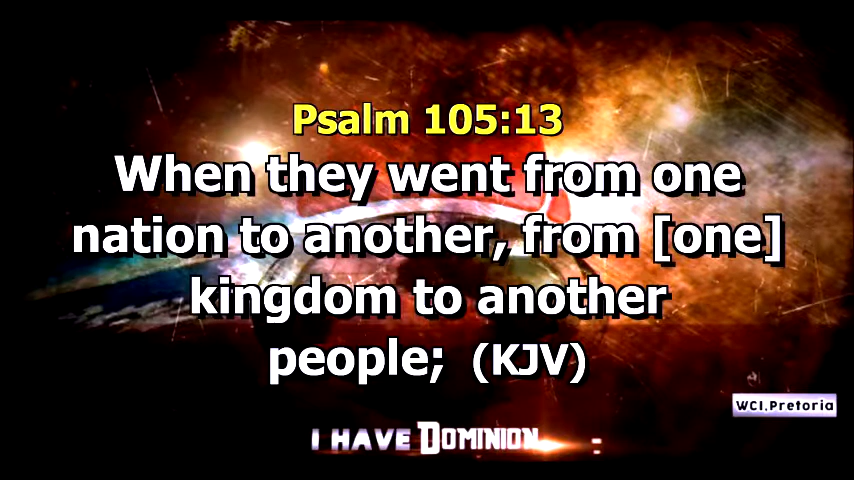 Psalm 105:13
When they went from one
nation to another, from [one]
kingdom to another
people; (KJV)
WCI.Pretoria
I HAVE DOMINION